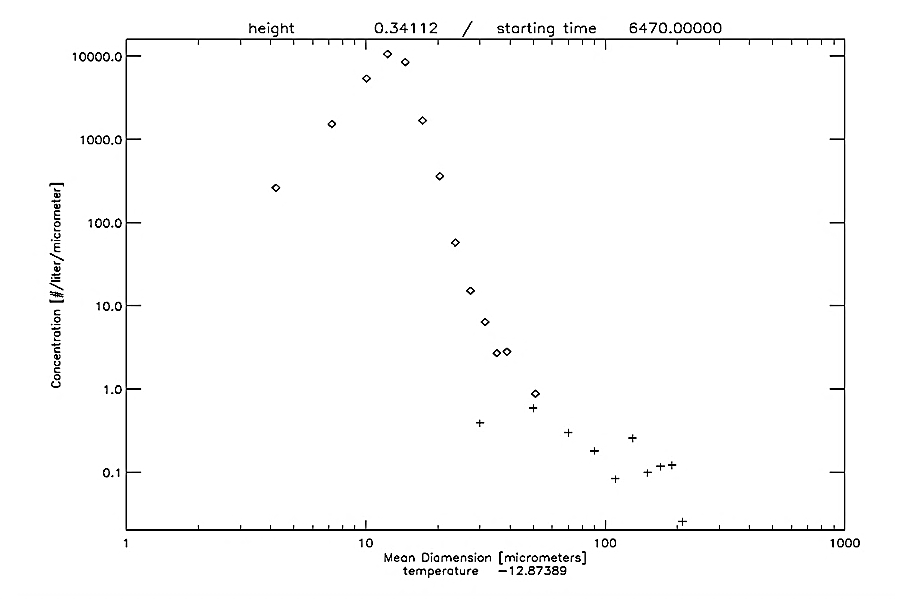 height 0.34112 / starting time 6470.00000
10000.0
1000.0
100.0
10.0
1.0
0.1
Concentration [#/liter/micrometer]
1 10 100 1000
Mean Diamension [micrometers]
temperature −12.87389